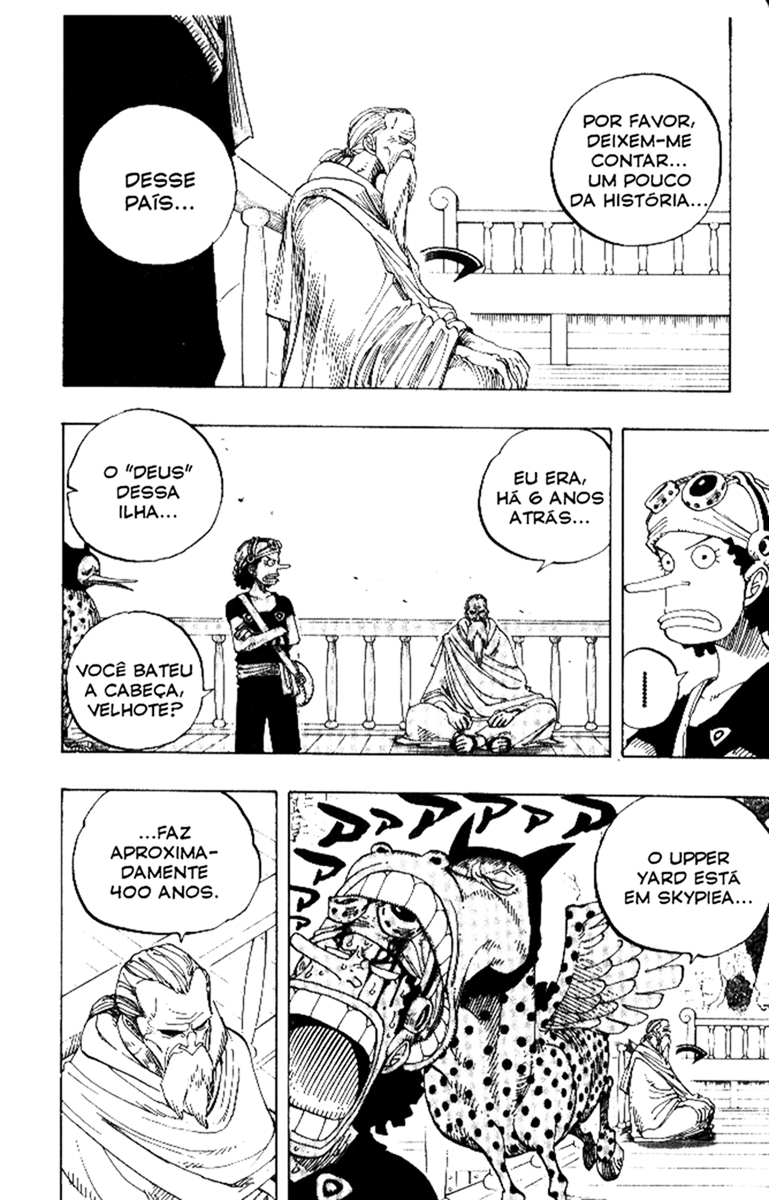 POR FAVOR,
DEIXEM-ME
CONTAR...
UM POUCO
DA HISTÓRIA...
DESSE
PAÍS...
EU ERA,
HÁ 6 ANOS
ATRÁS...
O "DEUS"
DESSA
ILHA...
VOCÊ BATEU
A CABEÇA,
VELHOTE?
O UPPER
YARD ESTÁ
EM SKYPIEA...
...FAZ
APROXIMA-
DAMENTE
400 ANOS.